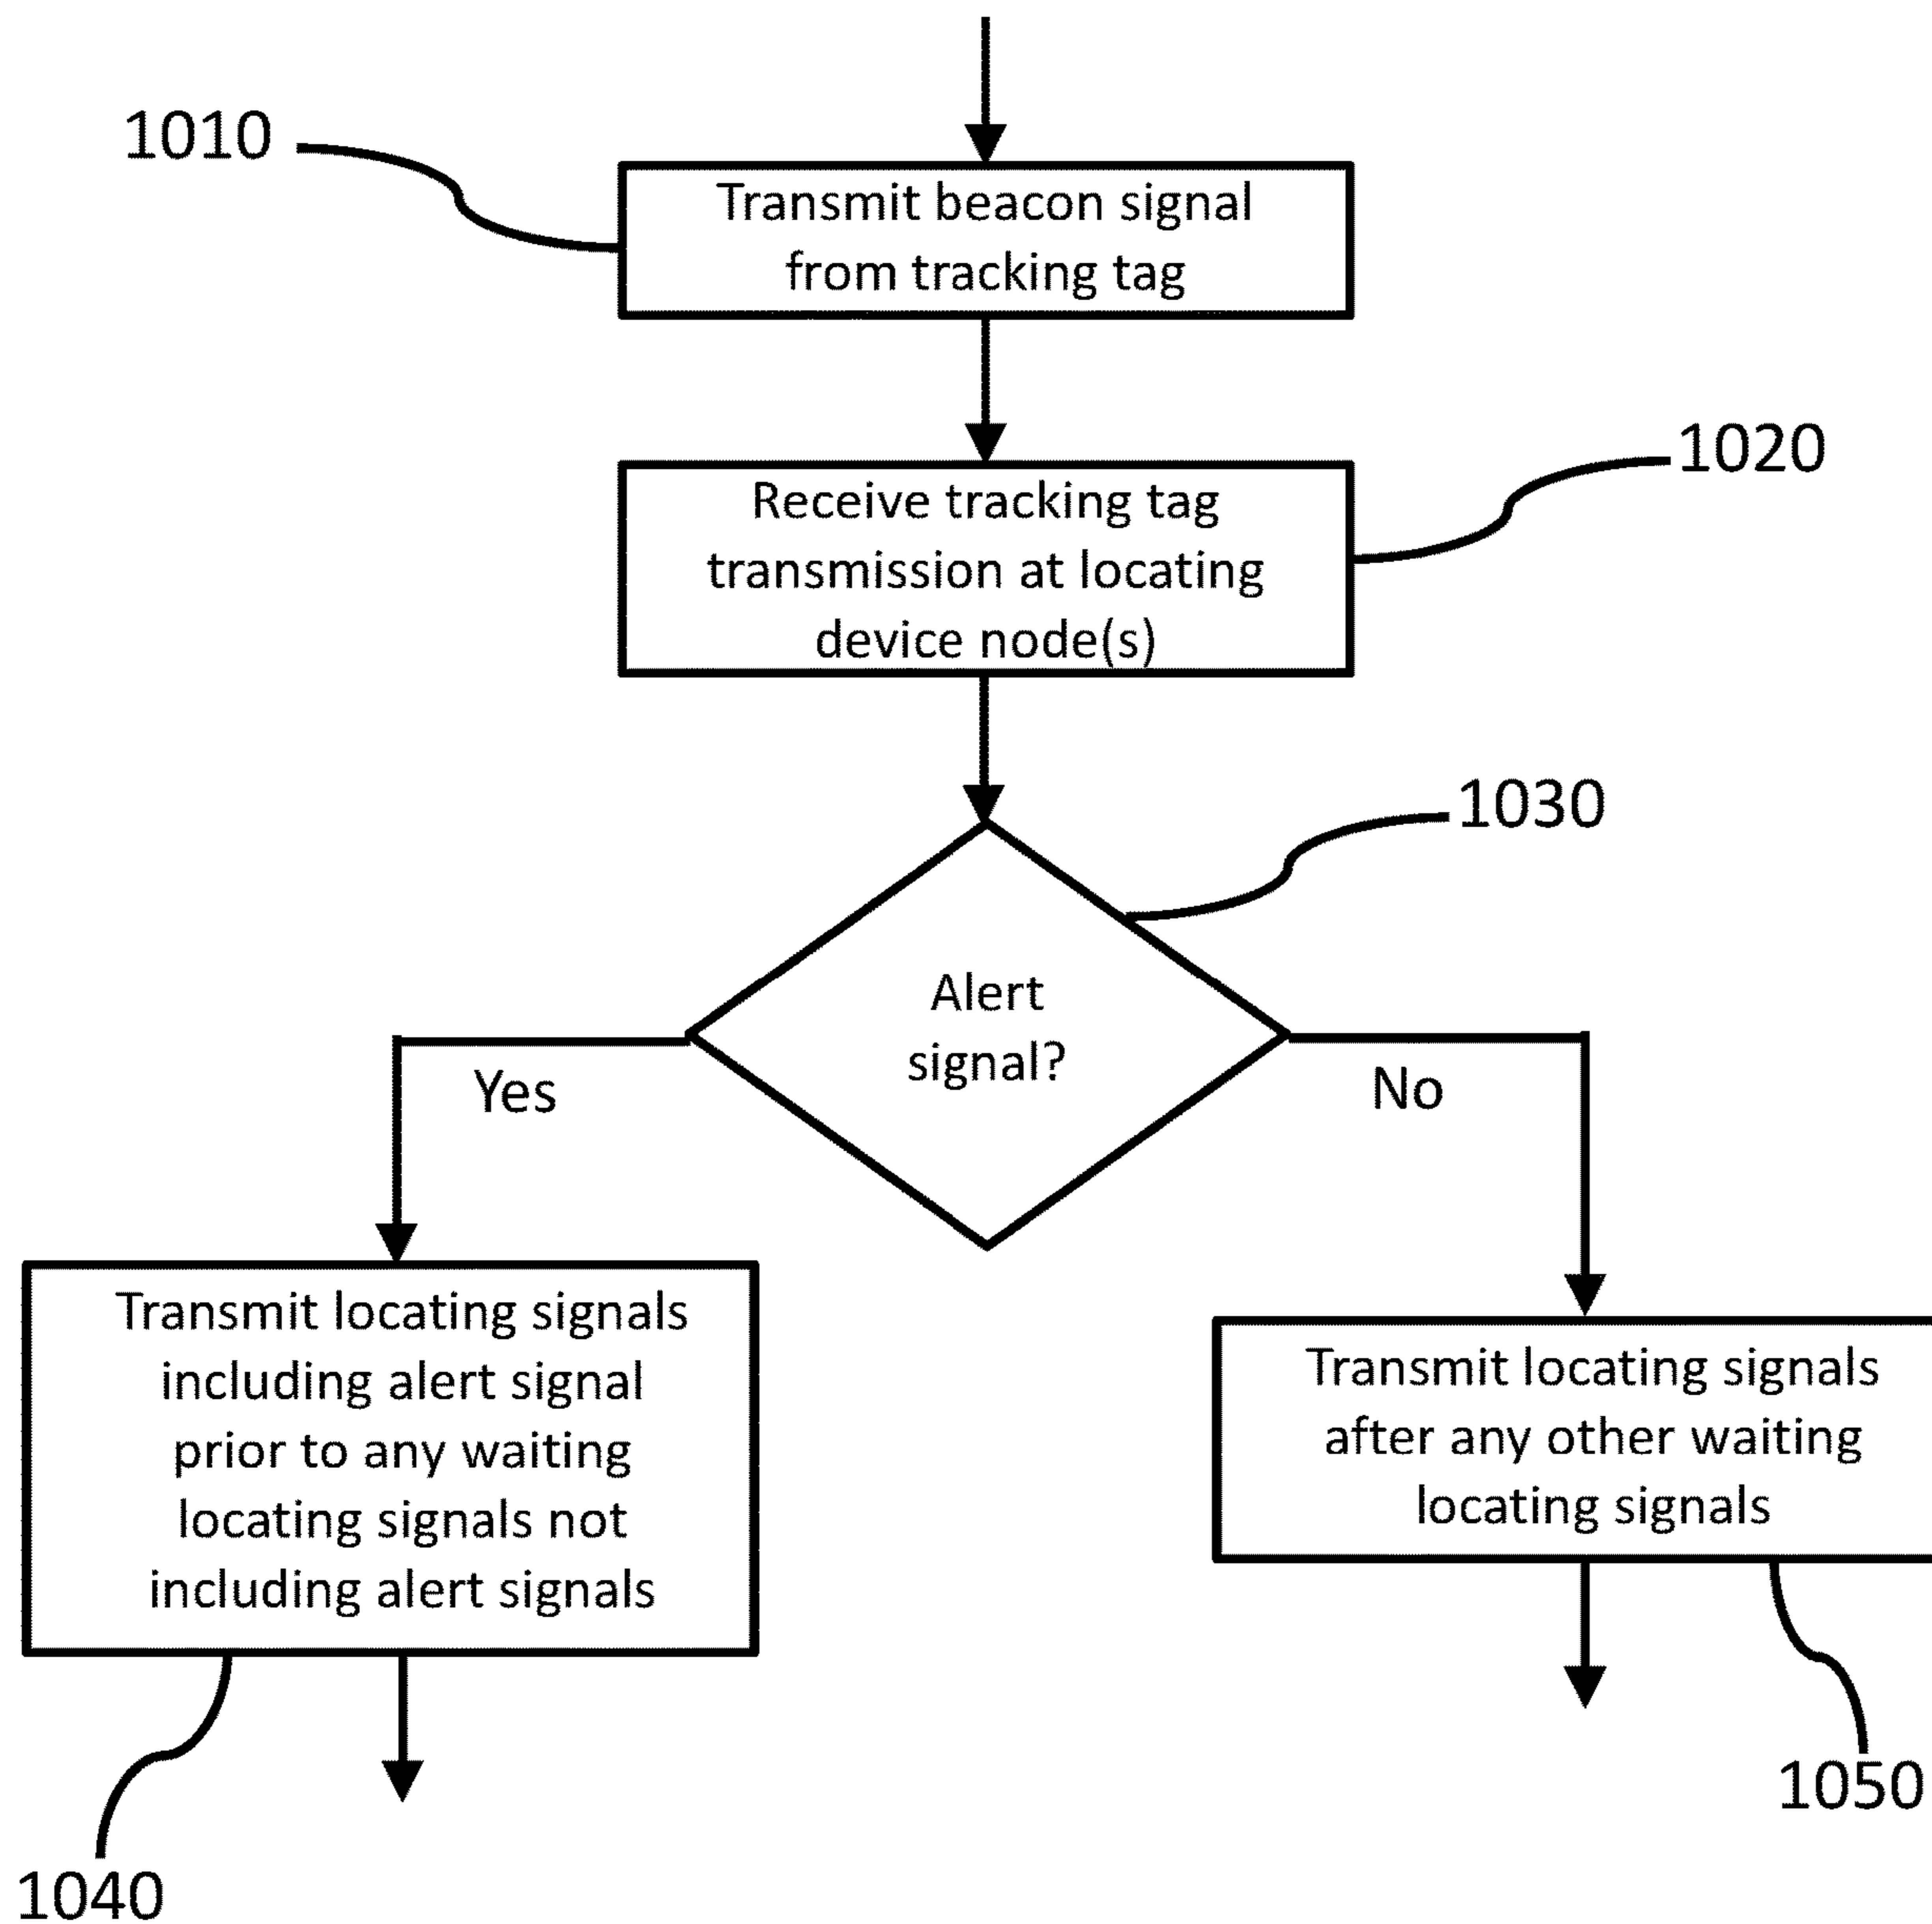 1010
Transmit beacon signal
from tracking tag
1020
Receive tracking tag
transmission at locating
device node(s)
1030
Alert
signal?
Yes
No
Transmit locating signals
including alert signal
prior to any waiting
locating signals not
including alert signals
Transmit locating signals
after any other waiting
locating signals
1050
1040